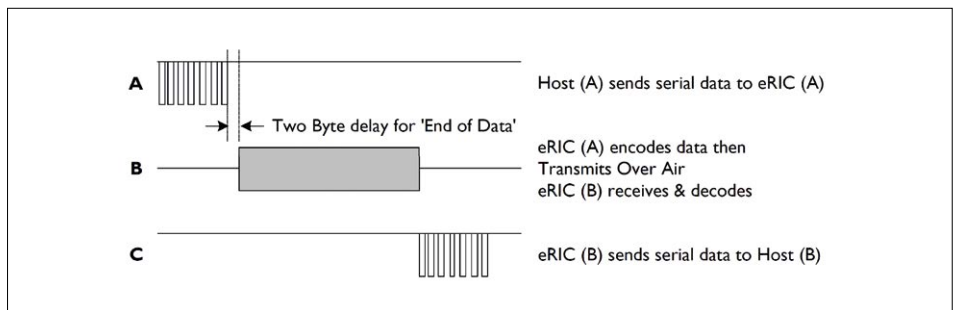 A
Host (A) sends serial data to eRIC (A)
Two Byte delay for 'End of Data'
B
eRIC (A) encodes data then
Transmits Over Air
eRIC (B) receives & decodes
C
eRIC (B) sends serial data to Host (B)